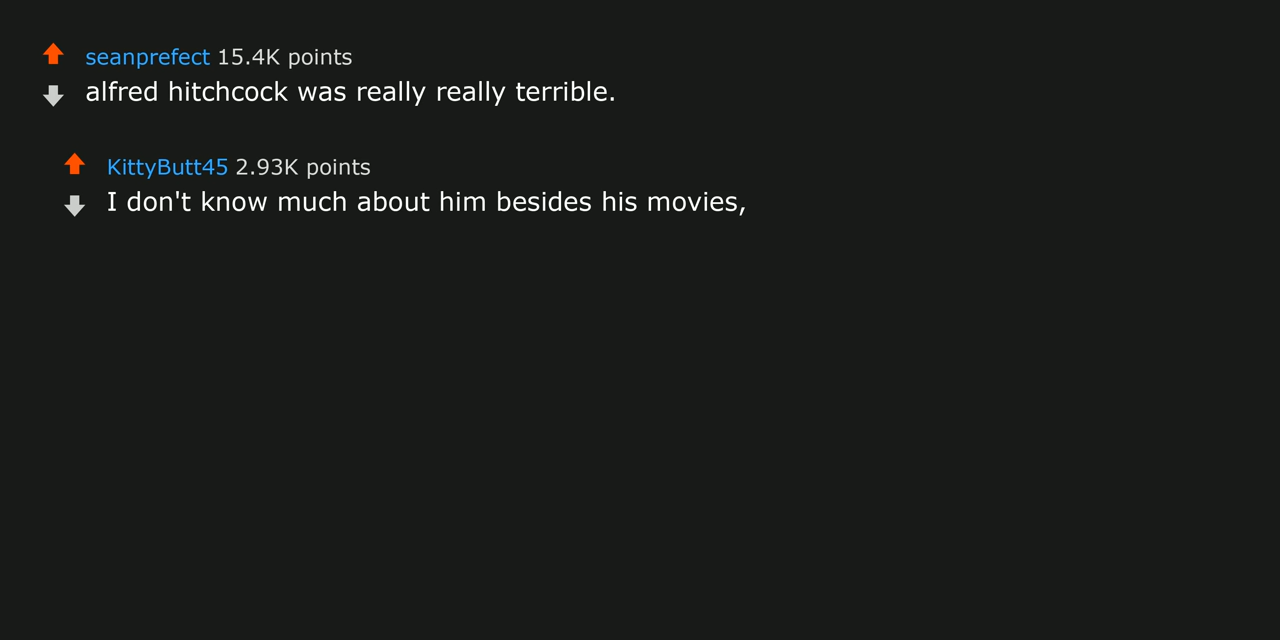 seanprefect 15.4K points
alfred hitchcock was really really terrible.
KittyButt45 2.93K points
I don't know much about him besides his movies,